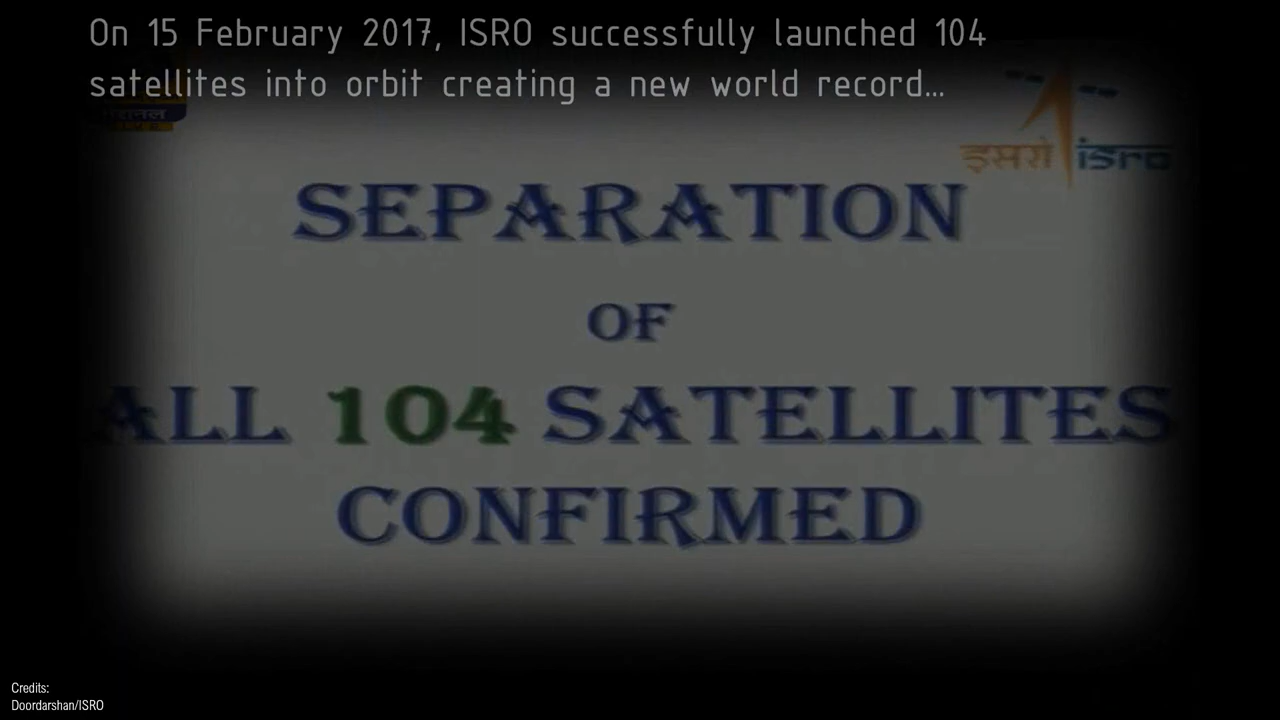 On 15 February 2017, ISRO successfully launched 104
satellites into orbit creating a new world record...
इसरो isro
SEPARATION
OF
ALL 104 SATELLITES
CONFIRMED
Credits:
Doordarshan/ISRO